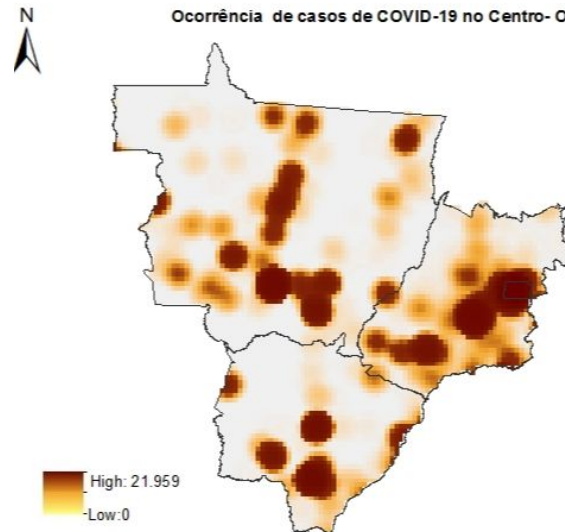 Ocorrência de casos de COVID-19 no Centro- O
N
High: 21.959
Low:0